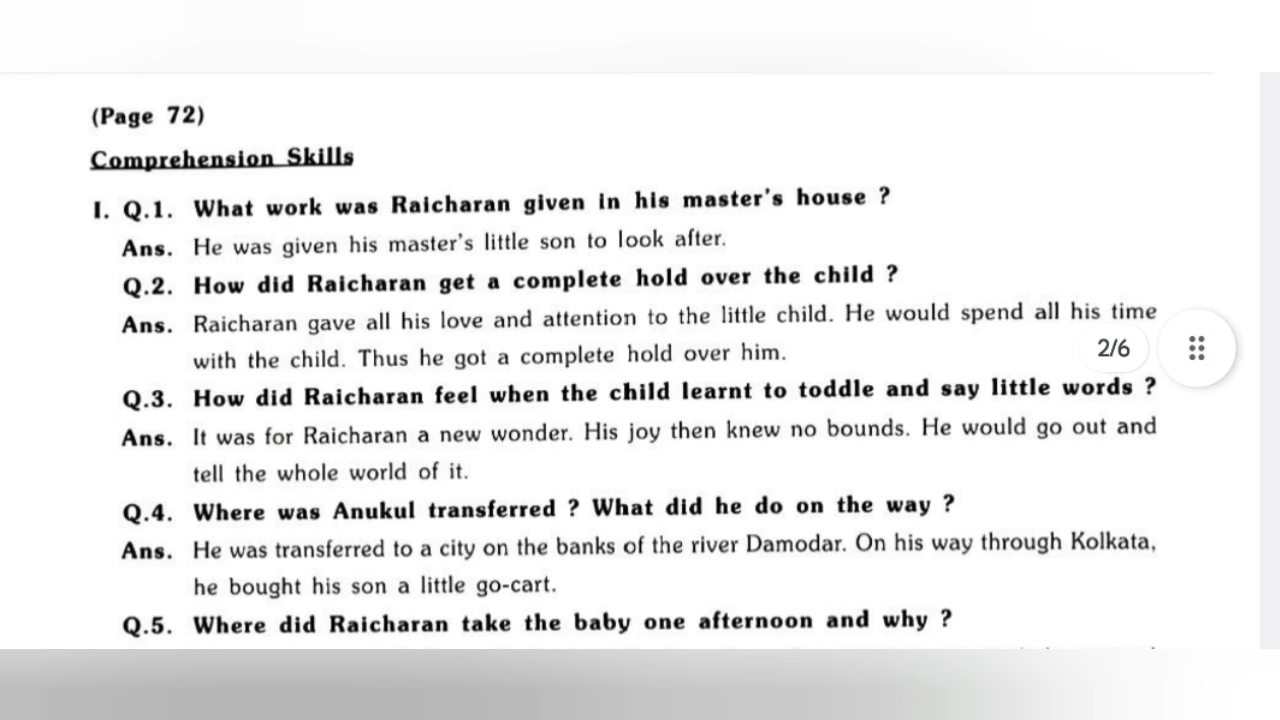 (Page 72)
Comprehension Skills
I. Q.1. What work was Raicharan given in his master's house ?
Ans. He was given his master's little son to look after.
Q.2. How did Raicharan get a complete hold over the child ?
Ans. Raicharan gave all his love and attention to the little child. He would spend all his time
with the child. Thus he got a complete hold over him.
2/6
Q.3. How did Raicharan feel when the child learnt to toddle and say little words ?
Ans. It was for Raicharan a new wonder. His joy then knew no bounds. He would go out and
tell the whole world of it.
Q.4. Where was Anukul transferred ? What did he do on the way ?
Ans. He was transferred to a city on the banks of the river Damodar. On his way through Kolkata,
he bought his son a little go-cart.
Q.5. Where did Raicharan take the baby one afternoon and why ?